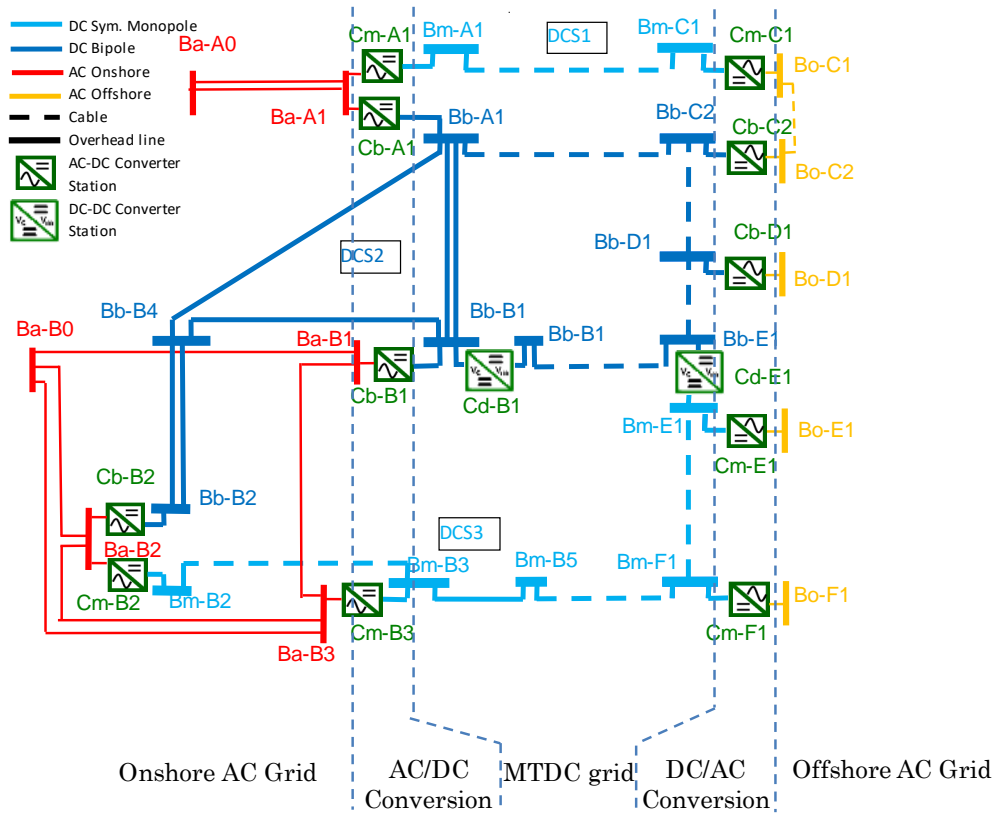 DC Sym. Monopole
DC Bipole
AC Onshore
AC Offshore
Cable
Overhead line
AC-DC Converter
Station
DC-DC Converter
Station
Ba-A0
Cm-A1
Bm-A1
DCS1
Bm-C1
Cm-C1
Bo-C1
Ba-A1
Cb-A1
Bb-A1
Bb-C2
Cb-C2
Bo-C2
DCS2
Bb-D1
Cb-D1
Bo-D1
Bb-B4
Ba-B0
Ba-B1
Bb-B1
Bb-B1
Bb-E1
Cb-B1
Cd-B1
Cd-E1
Bm-E1
Bo-E1
Cm-E1
Cb-B2
Bb-B2
Ba-B2
Cm-B2
Bm-B2
DCS3
Bm-B3
Bm-B5
Bm-F1
Bo-F1
Cm-B3
Cm-F1
Ba-B3
Onshore AC Grid
AC/DC
Conversion
MTDC grid
DC/AC
Conversion
Offshore AC Grid